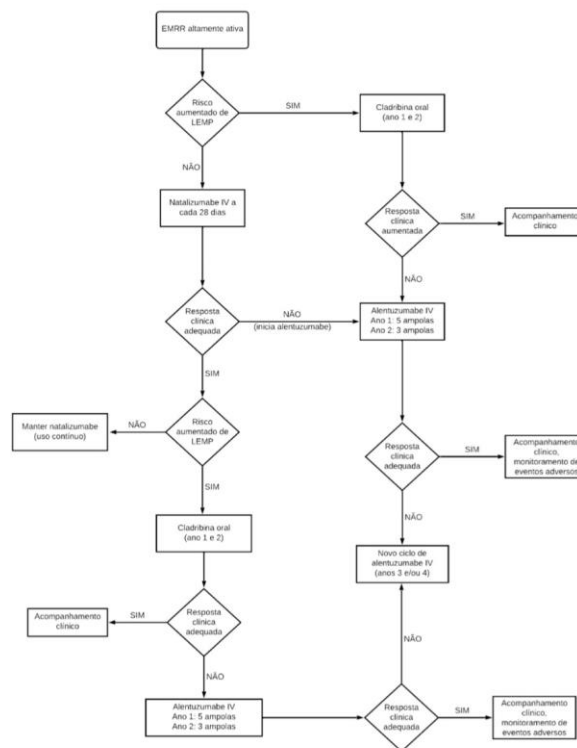 EMRR altamente ativa
Risco
aumentado de
LEMP
SIM
Cladribina oral
(ano 1 e 2)
NÃO
Natalizumabe IV a
cada 28 dias
Resposta
clínica
aumentada
SIM
Acompanhamento
clínico
NÃO
Resposta
clínica
adequada
NÃO
(inicia alentuzumabe)
Alentuzumabe IV
Ano 1: 5 ampolas
Ano 2: 3 ampolas
SIM
Manter natalizumabe
(uso contínuo)
NÃO
Risco
aumentado de
LEMP
Resposta
clínica
adequada
SIM
Acompanhamento
clínico,
monitoramento de
eventos adversos
SIM
NÃO
Cladribina oral
(ano 1 e 2)
Novo ciclo de
alentuzumabe IV
(anos 3 e/ou 4)
Acompanhamento
clínico
SIM
Resposta
clínica
adequada
NÃO
NÃO
Alentuzumabe IV
Ano 1: 5 ampolas
Ano 2: 3 ampolas
Resposta
clínica
adequada
SIM
Acompanhamento
clínico,
monitoramento de
eventos adversos